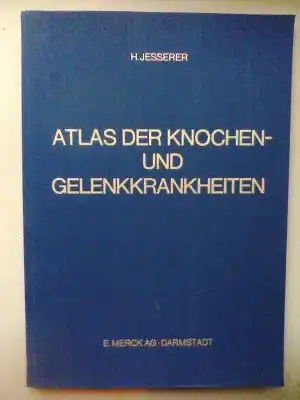 H. JESSERER
ATLAS DER KNOCHEN-
UND
GELENKKRANKHEITEN
E. MERCK AG · DARMSTADT